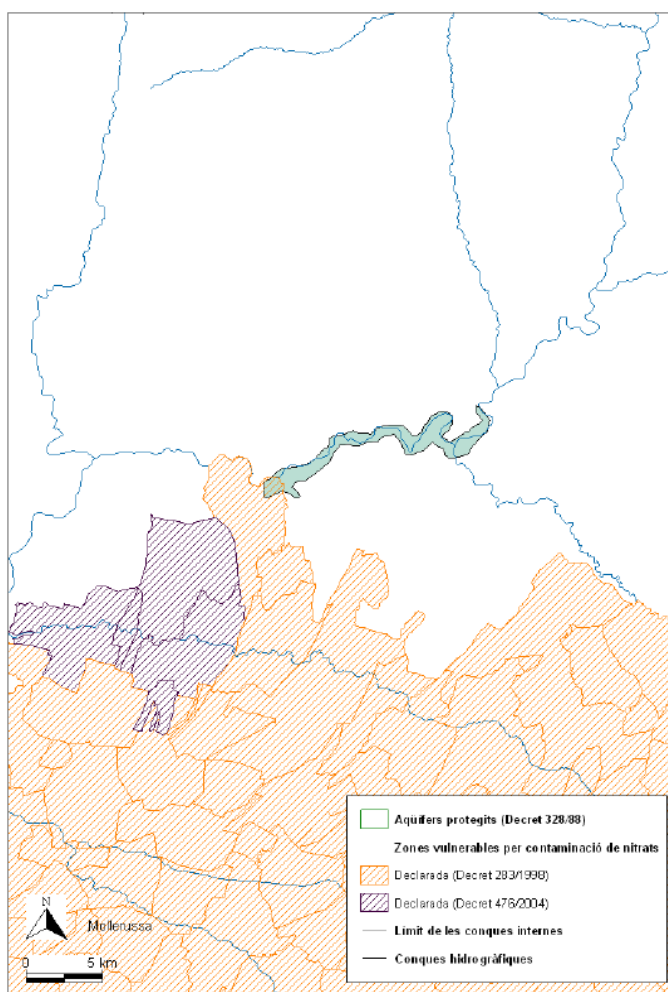 Aqüífers protegits (Decret 328/88)
Zones vulnerables per contaminació de nitrats
Declarada (Decret 283/1998)
Declarada (Decret 476/2004)
Límit de les conques internes
Conques hidrogràfiques
N
Mollerussa
0 5 km